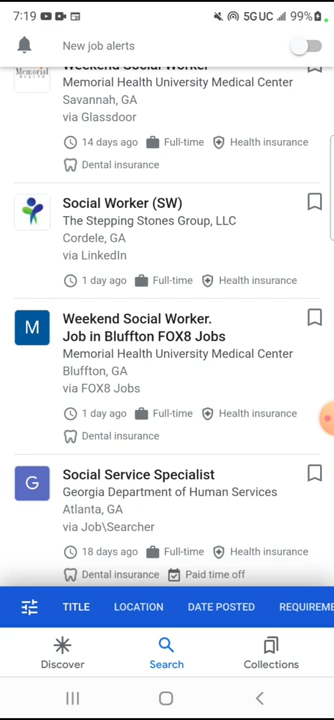 7:19 5G UC 99%
New job alerts
Weekend Social Worker
Memorial Health University Medical Center
Savannah, GA
via Glassdoor
14 days ago Full-time Health insurance
Dental insurance
Social Worker (SW)
The Stepping Stones Group, LLC
Cordele, GA
via LinkedIn
1 day ago Full-time Health insurance
M
Weekend Social Worker.
Job in Bluffton FOX8 Jobs
Memorial Health University Medical Center
Bluffton, GA
via FOX8 Jobs
1 day ago Full-time Health insurance
Dental insurance
G
Social Service Specialist
Georgia Department of Human Services
Atlanta, GA
via Job\Searcher
18 days ago Full-time Health insurance
Dental insurance Paid time off
TITLE LOCATION DATE POSTED REQUIREME
Discover Search Collections